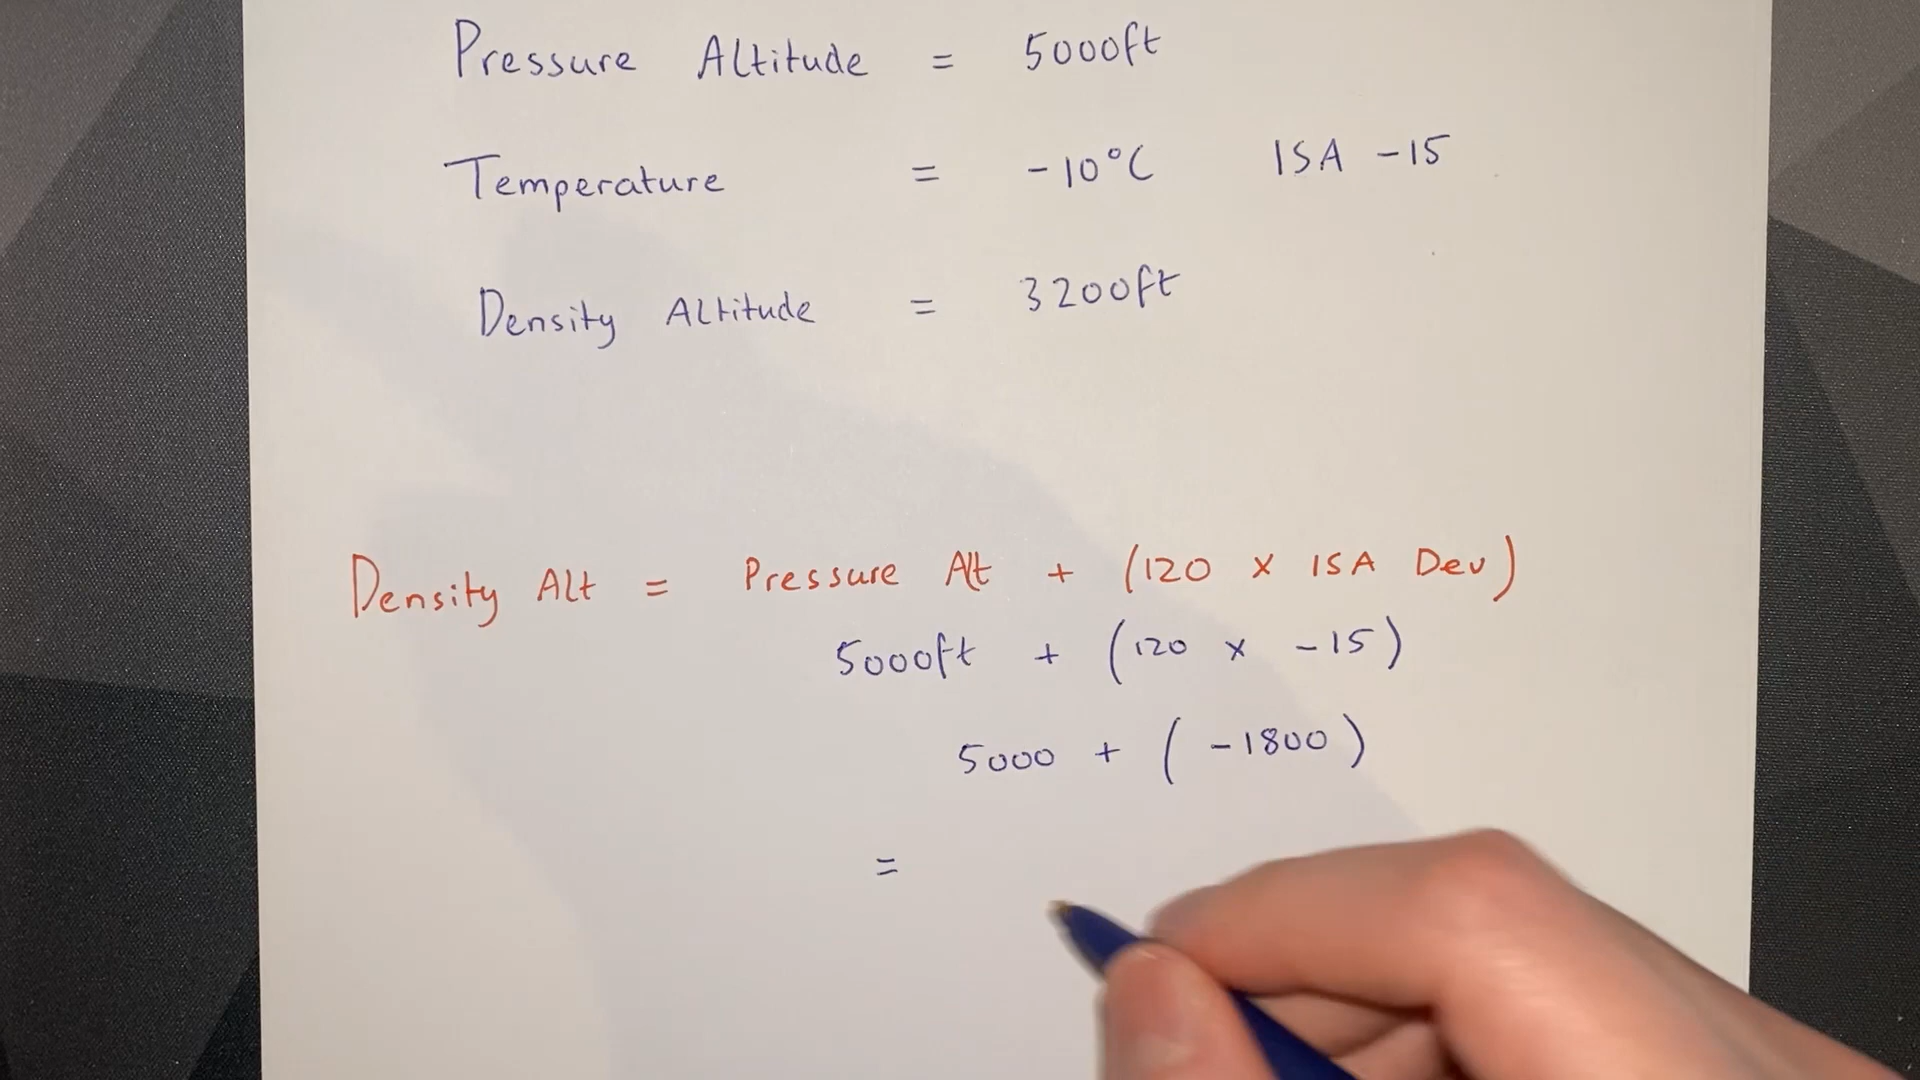 Pressure Altitude = 5000ft
Temperature = -10°C ISA -15
Density Altitude = 3200ft
Density Alt = Pressure Alt + (120 x ISA Dev)
5000ft + (120 x -15)
5000 + (-1800)
=